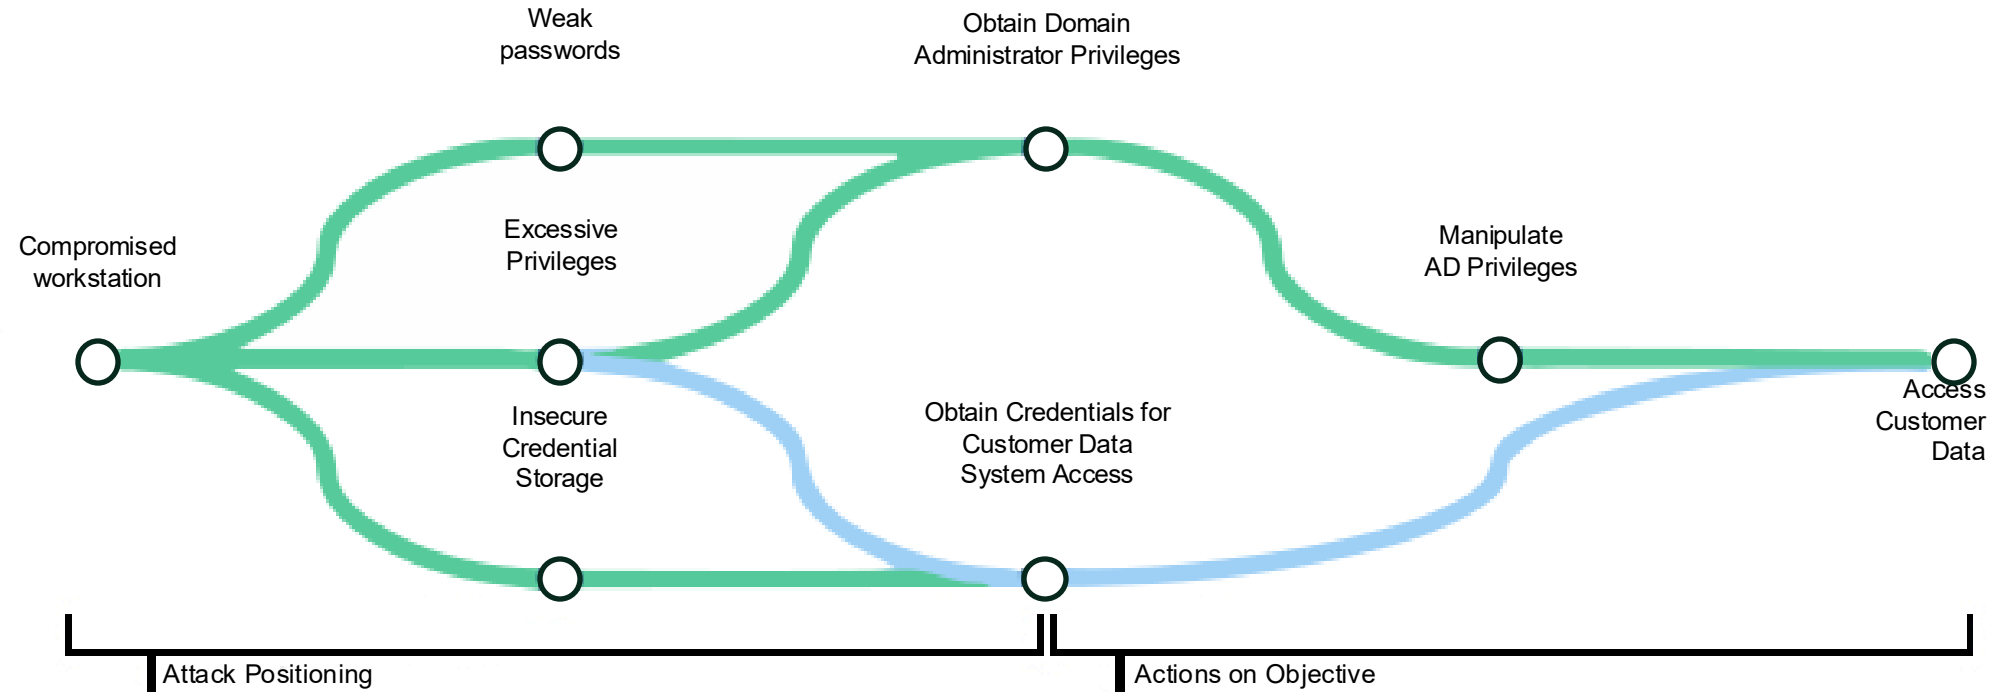 Weak
passwords
Obtain Domain
Administrator Privileges
Excessive
Privileges
Compromised
workstation
Manipulate
AD Privileges
Insecure
Credential
Storage
Obtain Credentials for
Customer Data
System Access
Access
Customer
Data
Attack Positioning
Actions on Objective